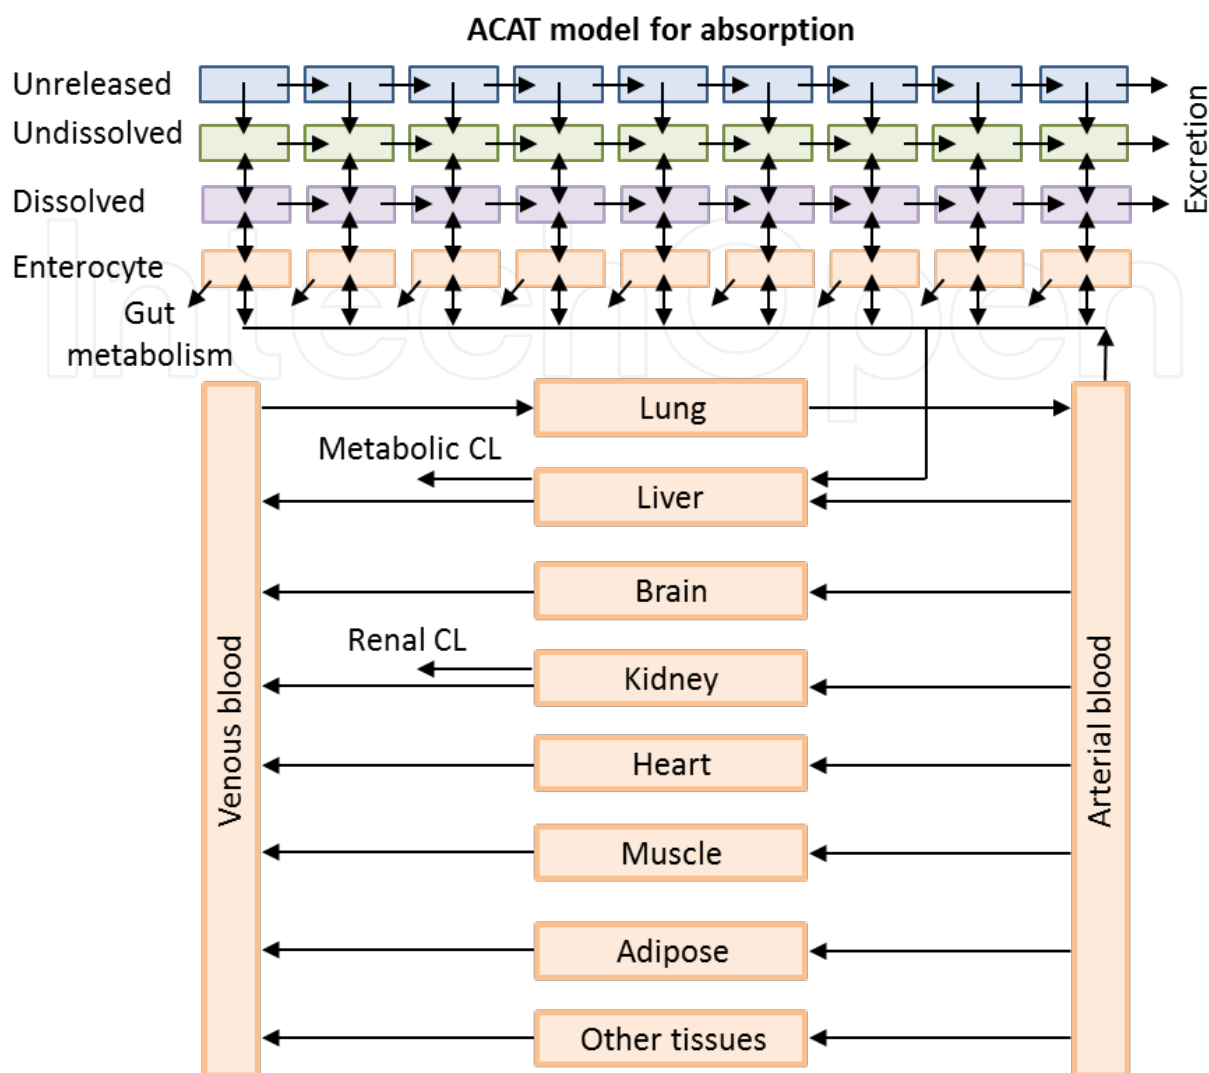 ACAT model for absorption
Unreleased
Undissolved
Dissolved
Enterocyte
Excretion
Gut
metabolism
IntechOpen
Lung
Metabolic CL
Liver
Brain
Renal CL
Kidney
Heart
Muscle
Adipose
Other tissues
Venous blood
Arterial blood